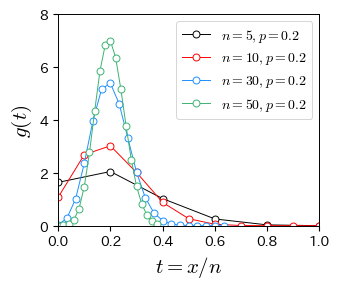 8
6
4
2
0
g(t)
0.0 0.2 0.4 0.6 0.8 1.0
t = x/n
n = 5, p = 0.2
n = 10, p = 0.2
n = 30, p = 0.2
n = 50, p = 0.2